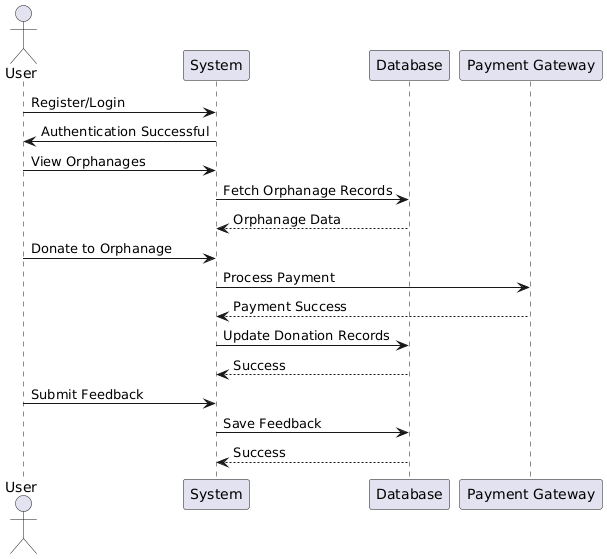 User
System
Database
Payment Gateway
Register/Login
Authentication Successful
View Orphanages
Fetch Orphanage Records
Orphanage Data
Donate to Orphanage
Process Payment
Payment Success
Update Donation Records
Success
Submit Feedback
Save Feedback
Success
User
System
Database
Payment Gateway